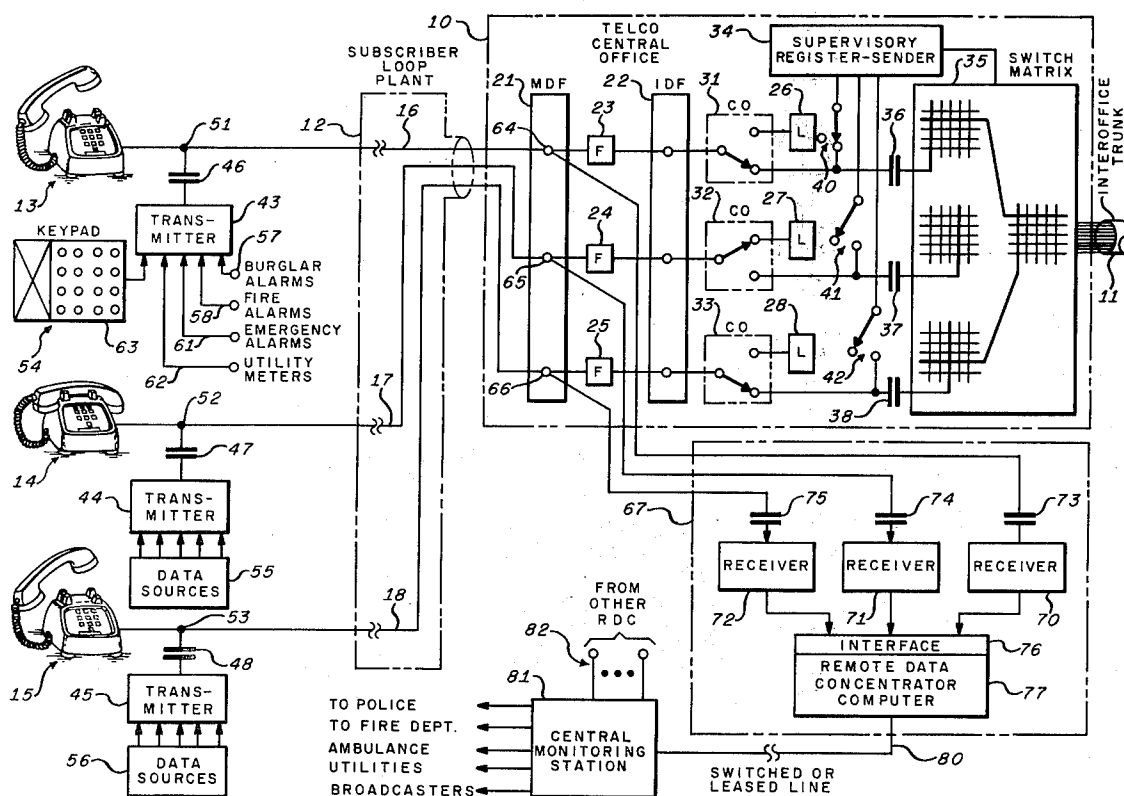 10
TELCO
CENTRAL
OFFICE
34
SUPERVISORY
REGISTER-SENDER
35
SWITCH
MATRIX
SUBSCRIBER
LOOP
PLANT
12
16
21
MDF
64
23
F
22
IDF
31
CO
26
L
40
36
INTEROFFICE
TRUNK
11
13
51
46
43
TRANS-
MITTER
57
KEYPAD
BURGLAR
ALARMS
58
FIRE
ALARMS
61
EMERGENCY
ALARMS
62
UTILITY
METERS
54
63
24
F
65
32
CO
27
L
41
37
25
F
66
33
CO
28
L
42
38
14
17
52
47
44
TRANS-
MITTER
DATA
SOURCES
55
15
18
53
48
45
TRANS-
MITTER
56
DATA
SOURCES
67
75
74
73
RECEIVER
RECEIVER
RECEIVER
72
71
70
INTERFACE
76
REMOTE DATA
CONCENTRATOR
COMPUTER
77
FROM
OTHER
RDC
82
81
CENTRAL
MONITORING
STATION
TO POLICE
TO FIRE DEPT.
AMBULANCE
UTILITIES
BROADCASTERS
SWITCHED OR
LEASED LINE
80